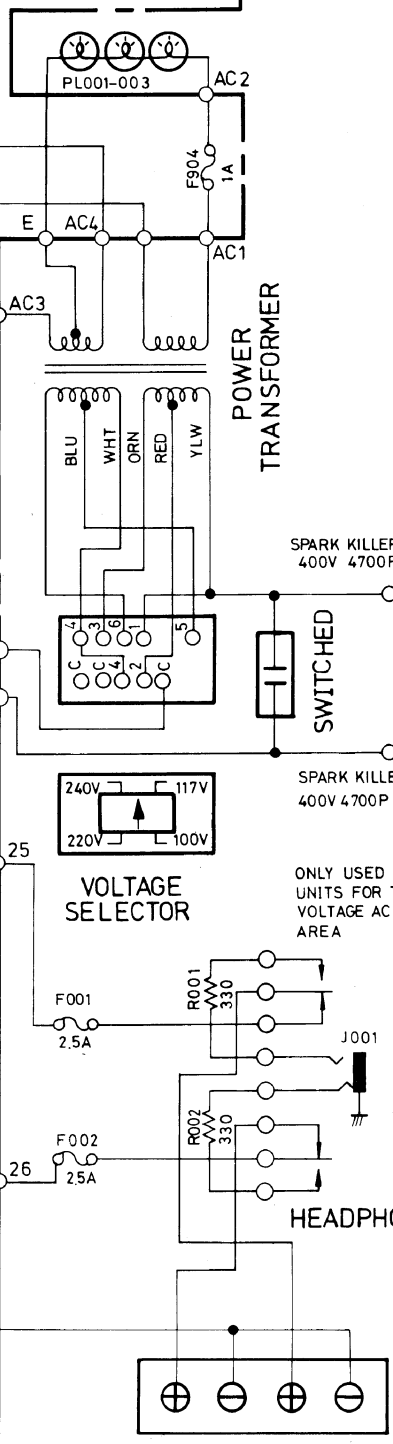 PL001-003
AC2
F904
1A
E
AC4
AC1
AC3
POWER
TRANSFORMER
BLU
WHT
ORN
RED
YLW
SPARK KILLE
400V 4700P
4
3
6
1
5
C
C
4
2
C
SWITCHED
SPARK KILLE
400V 4700P
240V
117V
220V
100V
VOLTAGE
SELECTOR
25
ONLY USED
UNITS FOR T
VOLTAGE AC
AREA
R001
330
F001
2.5A
J001
R002
330
F002
2.5A
26
HEADPHO
+
−
+
−